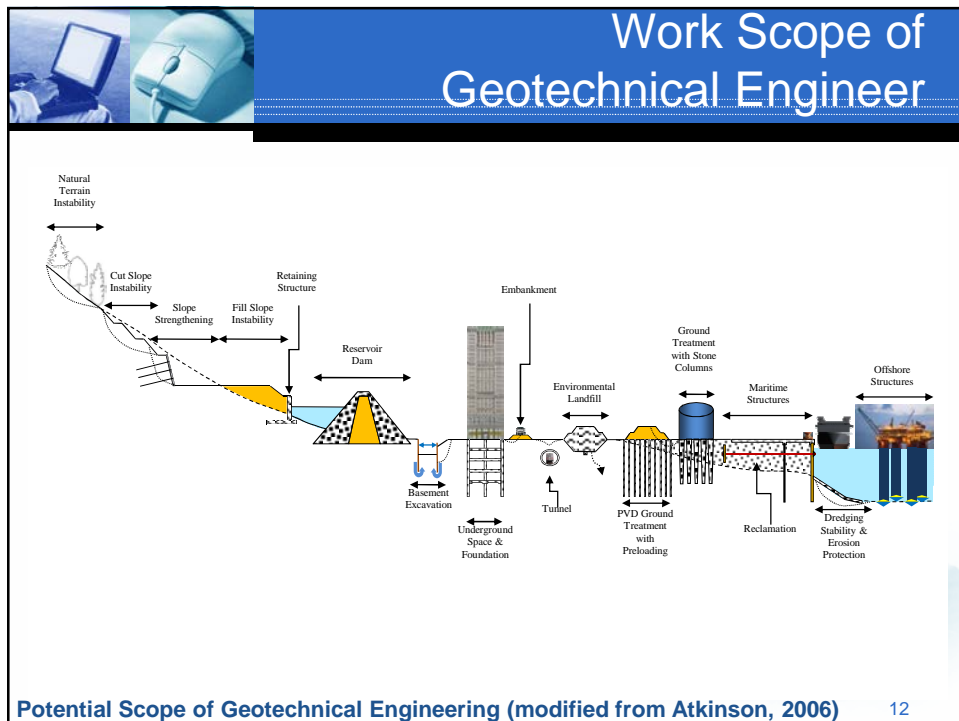 Work Scope of
Geotechnical Engineer
Natural
Terrain
Instability
Cut Slope
Instability
Slope
Strengthening
Fill Slope
Instability
Retaining
Structure
Reservoir
Dam
Basement
Excavation
Underground
Space &
Foundation
Embankment
Tunnel
Environmental
Landfill
PVD Ground
Treatment
with
Preloading
Ground
Treatment
with Stone
Columns
Maritime
Structures
Reclamation
Dredging
Stability &
Erosion
Protection
Offshore
Structures
Potential Scope of Geotechnical Engineering (modified from Atkinson, 2006)
12